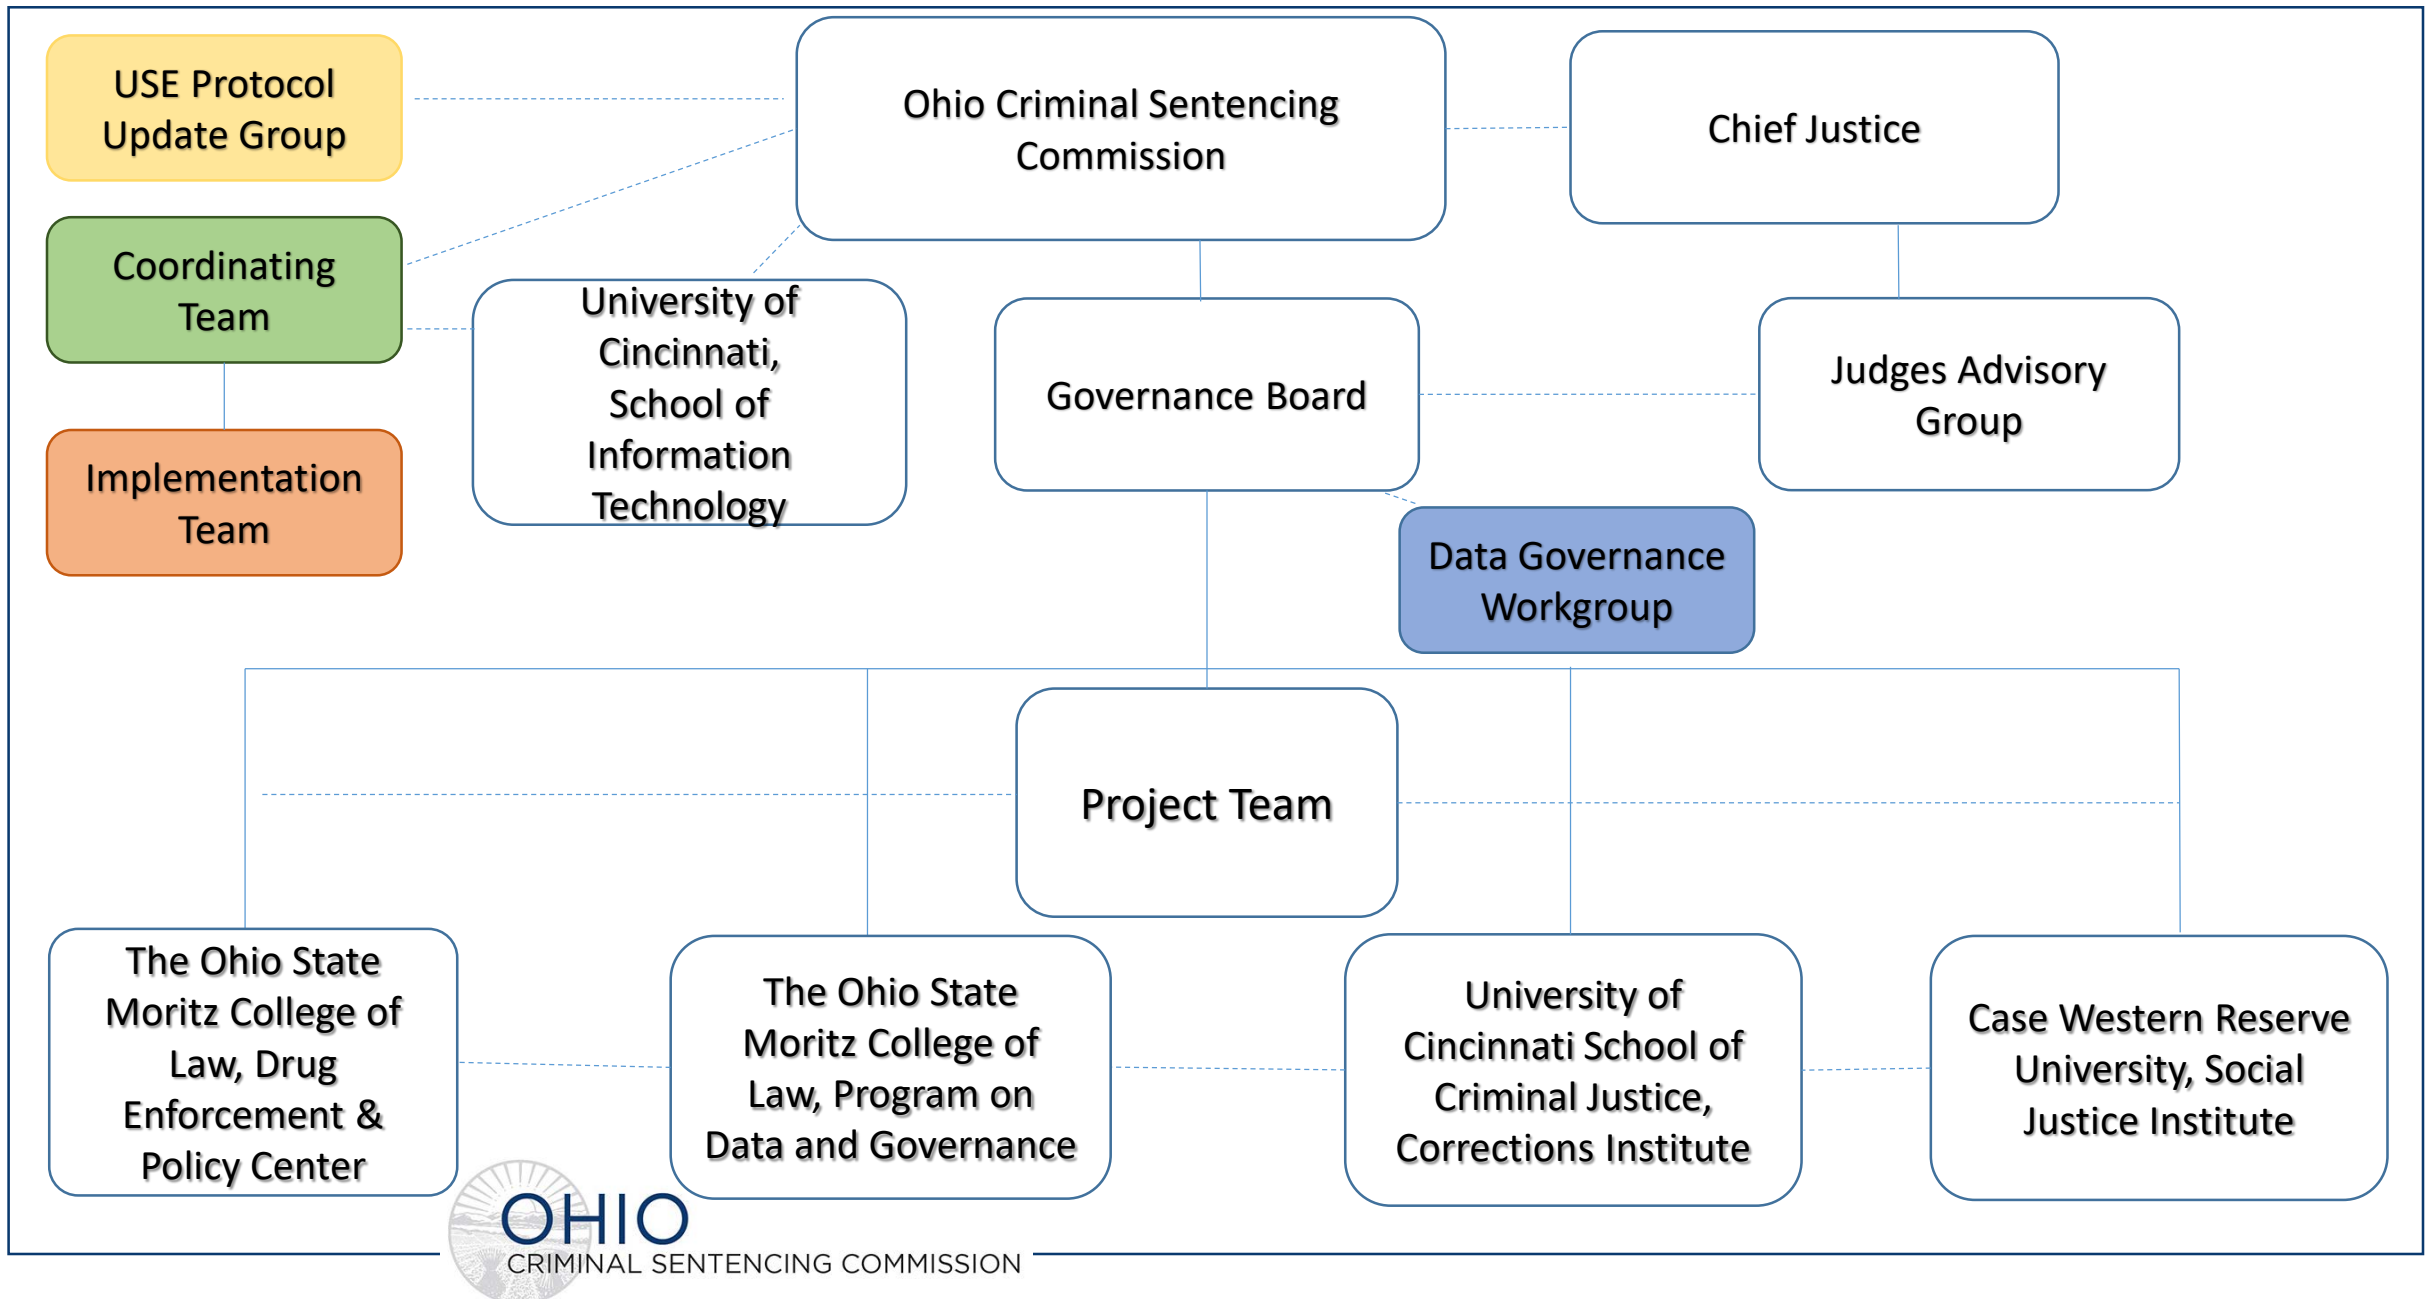 USE Protocol
Update Group
Ohio Criminal Sentencing
Commission
Chief Justice
Coordinating
Team
University of
Cincinnati,
School of
Information
Technology
Governance Board
Judges Advisory
Group
Implementation
Team
Data Governance
Workgroup
Project Team
The Ohio State
Moritz College of
Law, Drug
Enforcement &
Policy Center
The Ohio State
Moritz College of
Law, Program on
Data and Governance
University of
Cincinnati School of
Criminal Justice,
Corrections Institute
Case Western Reserve
University, Social
Justice Institute
OHIO
CRIMINAL SENTENCING COMMISSION